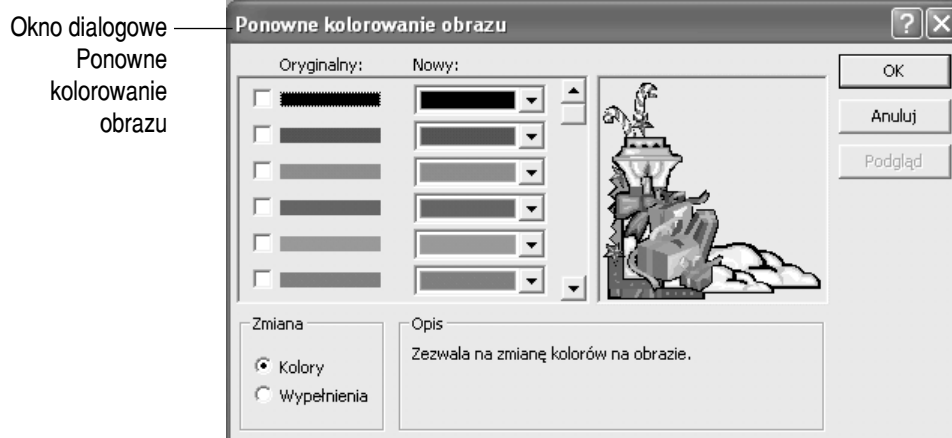 Okno dialogowe
Ponowne
kolorowanie
obrazu
Ponowne kolorowanie obrazu
Oryginalny: Nowy:
OK
Anuluj
Podgląd
Zmiana
Kolory
Wypełnienia
Opis
Zezwala na zmianę kolorów na obrazie.